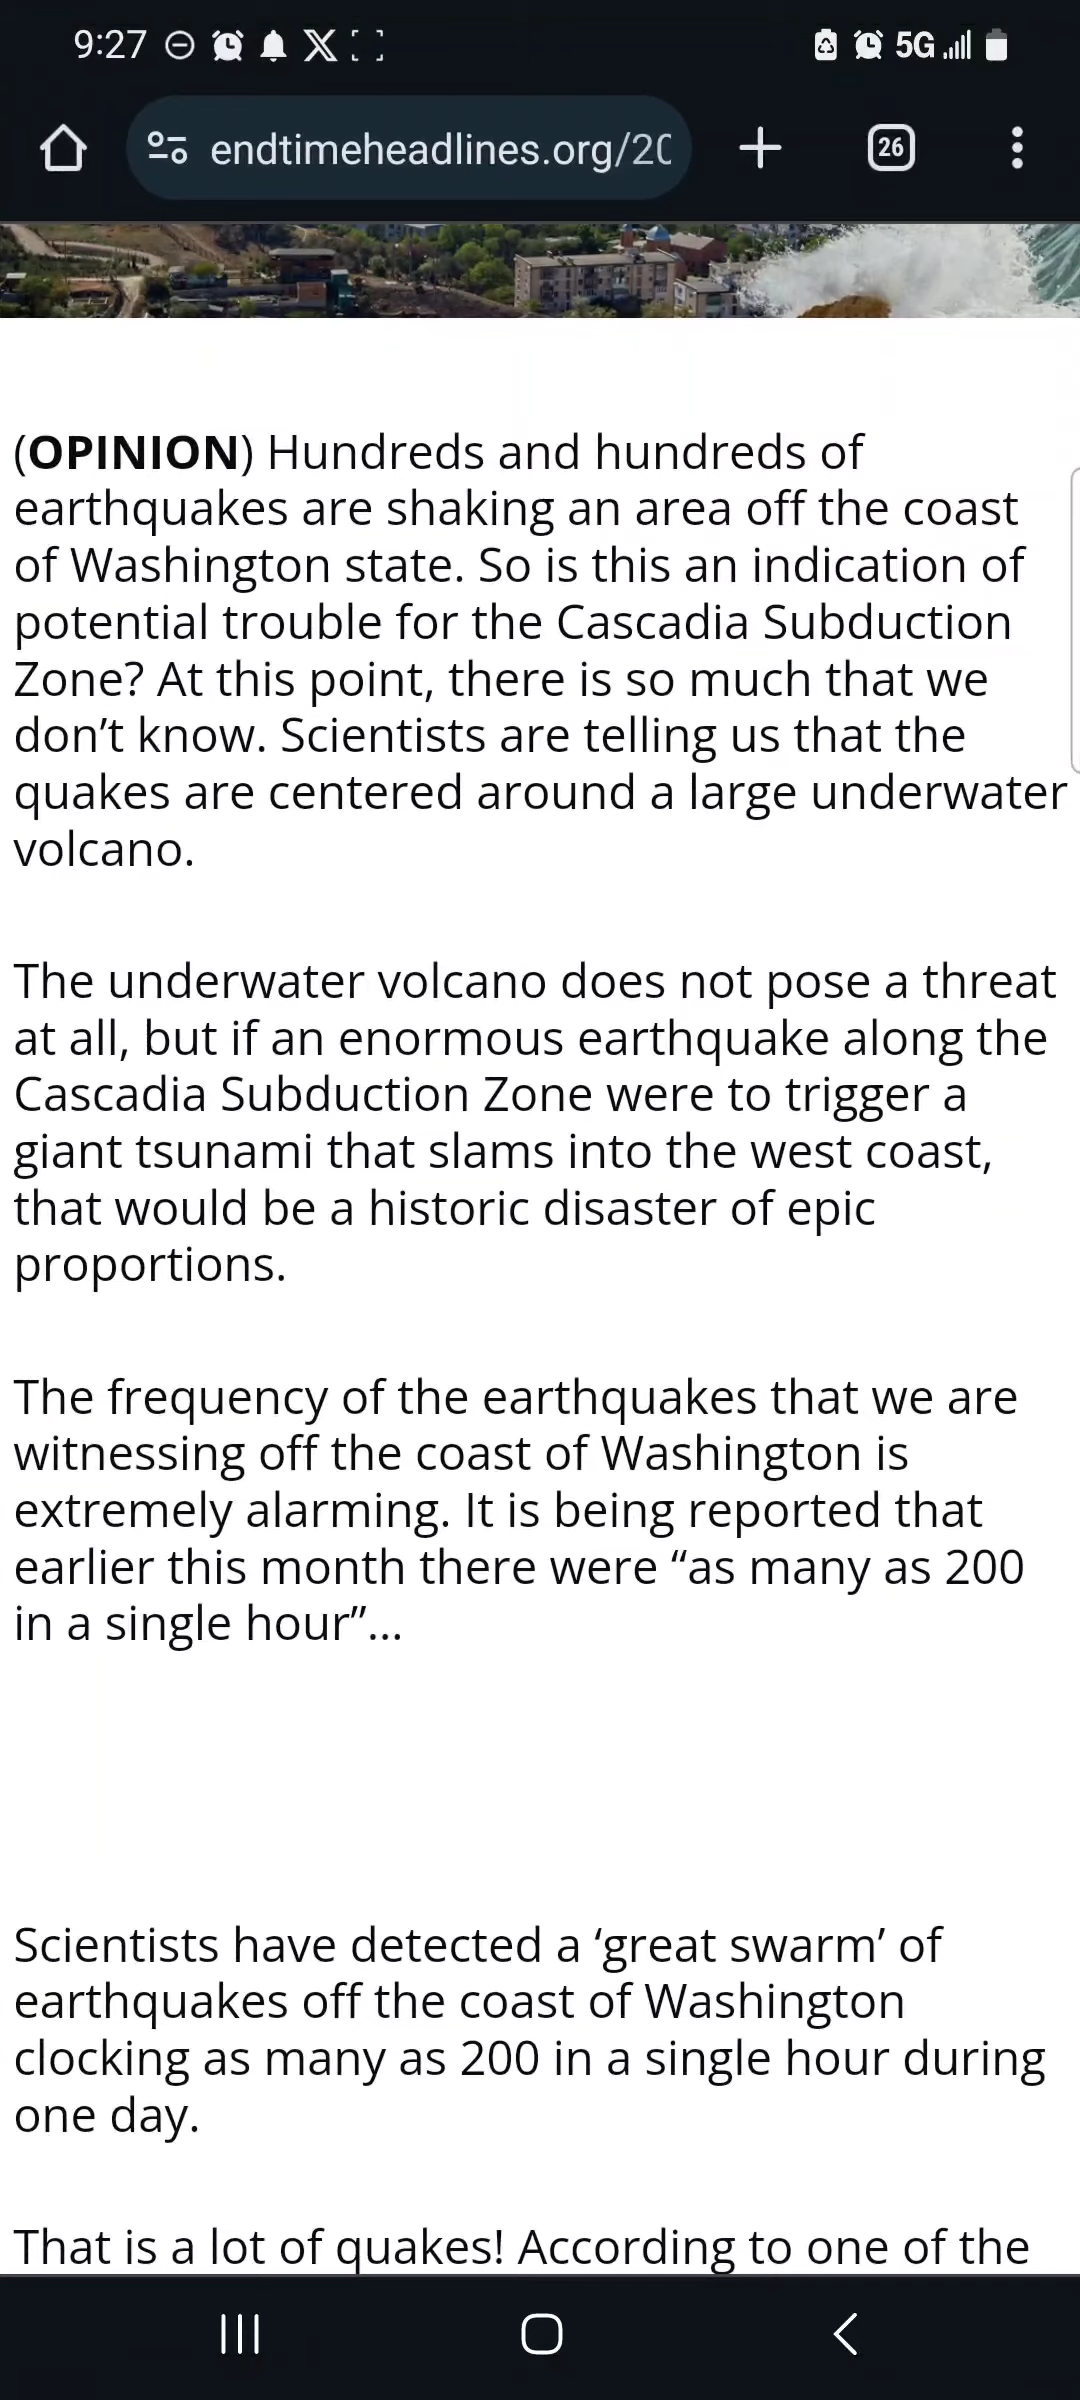 9:27
5G
endtimeheadlines.org/20
26
(OPINION) Hundreds and hundreds of
earthquakes are shaking an area off the coast
of Washington state. So is this an indication of
potential trouble for the Cascadia Subduction
Zone? At this point, there is so much that we
don’t know. Scientists are telling us that the
quakes are centered around a large underwater
volcano.
The underwater volcano does not pose a threat
at all, but if an enormous earthquake along the
Cascadia Subduction Zone were to trigger a
giant tsunami that slams into the west coast,
that would be a historic disaster of epic
proportions.
The frequency of the earthquakes that we are
witnessing off the coast of Washington is
extremely alarming. It is being reported that
earlier this month there were “as many as 200
in a single hour”…
Scientists have detected a ‘great swarm’ of
earthquakes off the coast of Washington
clocking as many as 200 in a single hour during
one day.
That is a lot of quakes! According to one of the